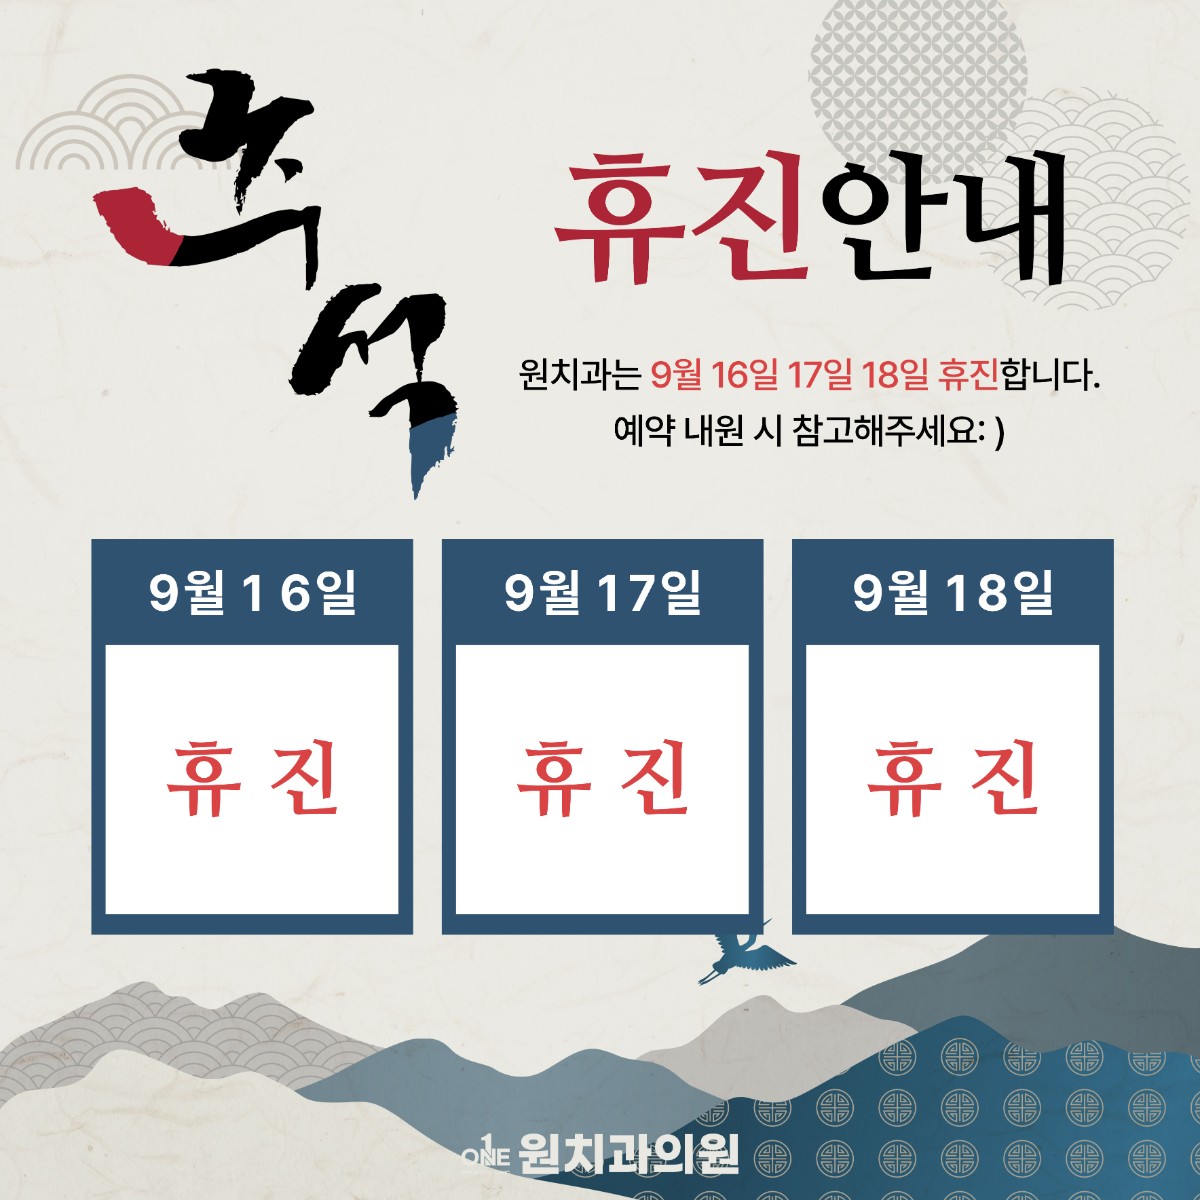 추석
휴진안내
원치과는 9월 16일 17일 18일 휴진합니다.
예약 내원 시 참고해주세요: )
9월 1 6일
9월 17일
9월 18일
휴 진
휴 진
휴 진
1
ONE 원치과의원